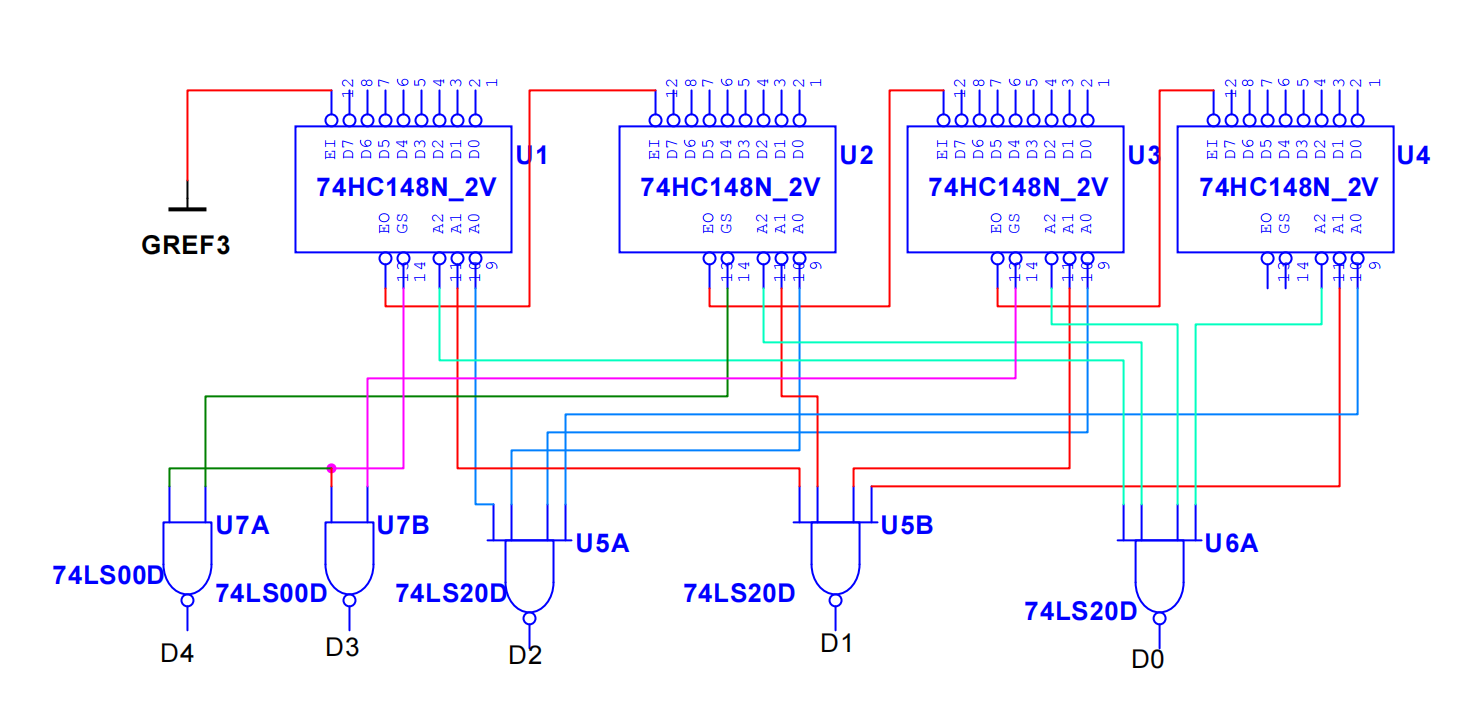 12 8 7 6 5 4 3 2 1
12 8 7 6 5 4 3 2 1
12 8 7 6 5 4 3 2 1
12 8 7 6 5 4 3 2 1
EI D7 D6 D5 D4 D3 D2 D1 D0 U1
EI D7 D6 D5 D4 D3 D2 D1 D0 U2
EI D7 D6 D5 D4 D3 D2 D1 D0 U3
EI D7 D6 D5 D4 D3 D2 D1 D0 U4
74HC148N_2V 74HC148N_2V 74HC148N_2V 74HC148N_2V
EO GS A2 A1 A0
EO GS A2 A1 A0
EO GS A2 A1 A0
EO GS A2 A1 A0
GREF3
14 9 14 9 14 9 14 9
U7A U7B U5B
U5A U6A
74LS00D
74LS00D 74LS20D 74LS20D
74LS20D
D4 D3 D2 D1 D0